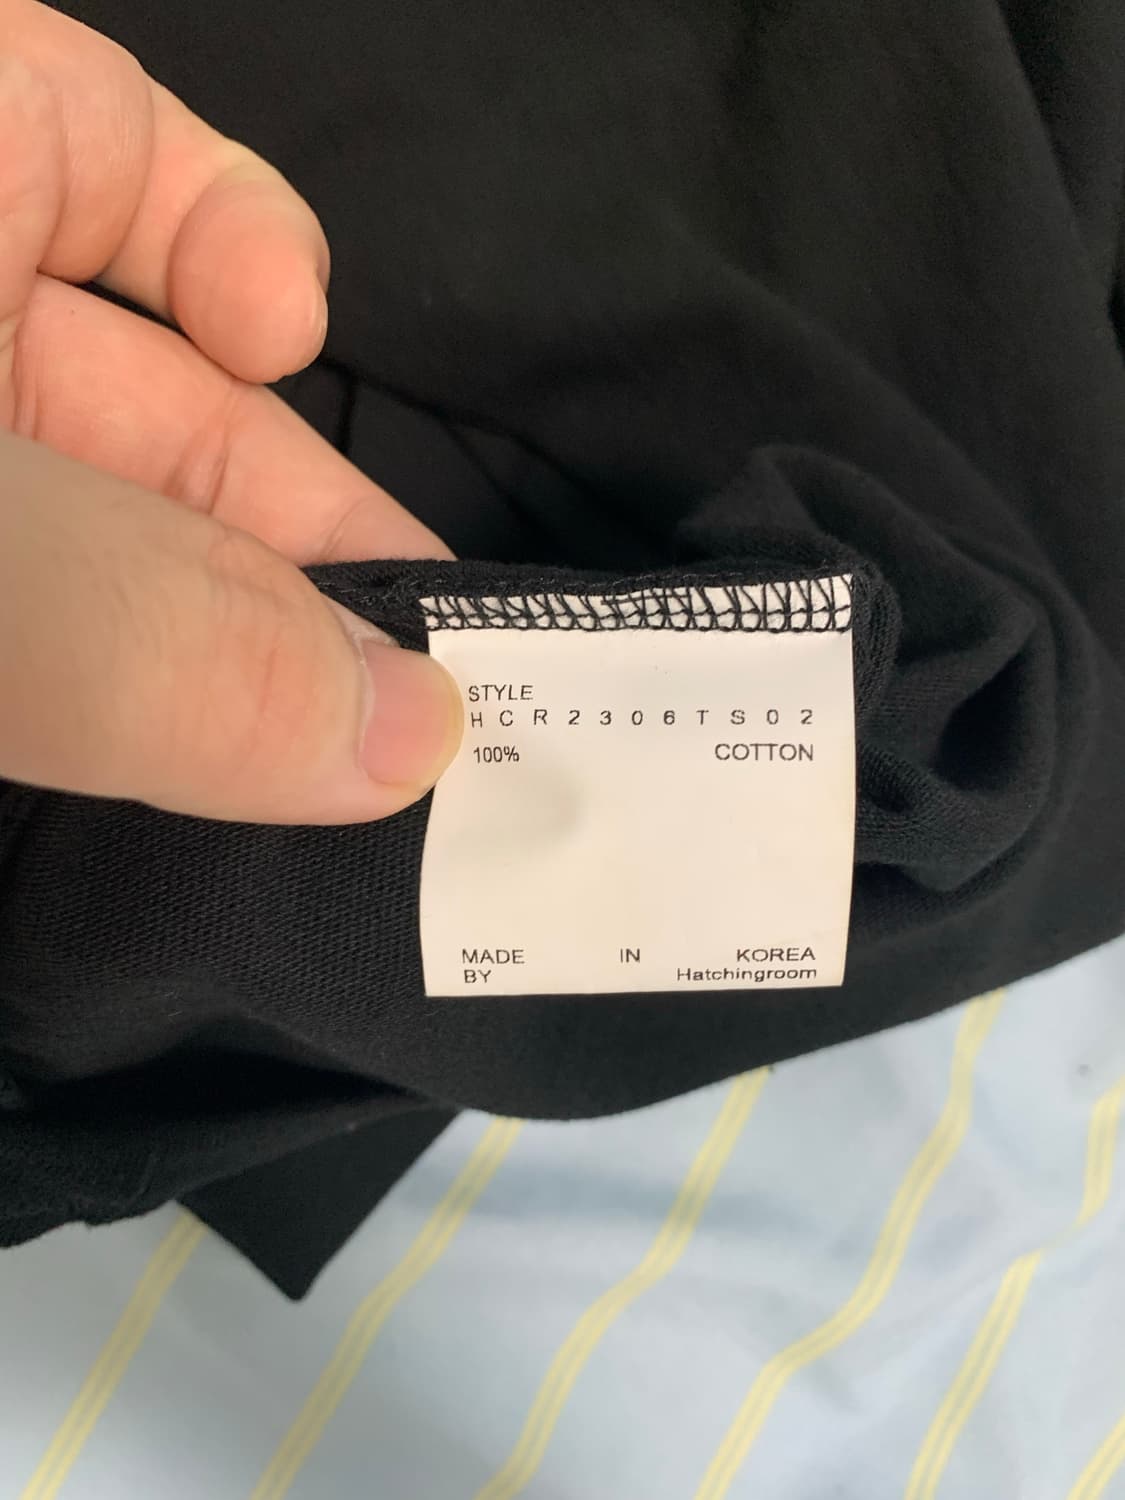 STYLE
HCR2306TS02
100% COTTON
MADE IN KOREA
BY Hatchingroom